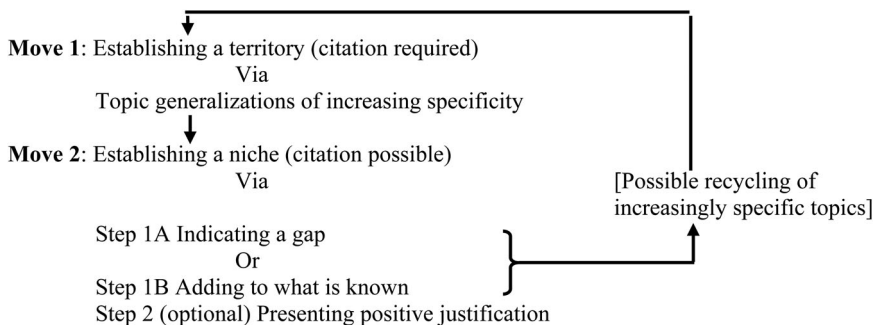 Move 1: Establishing a territory (citation required)
Via
Topic generalizations of increasing specificity
Move 2: Establishing a niche (citation possible)
Via
[Possible recycling of
increasingly specific topics]
Step 1A Indicating a gap
Or
Step 1B Adding to what is known
Step 2 (optional) Presenting positive justification